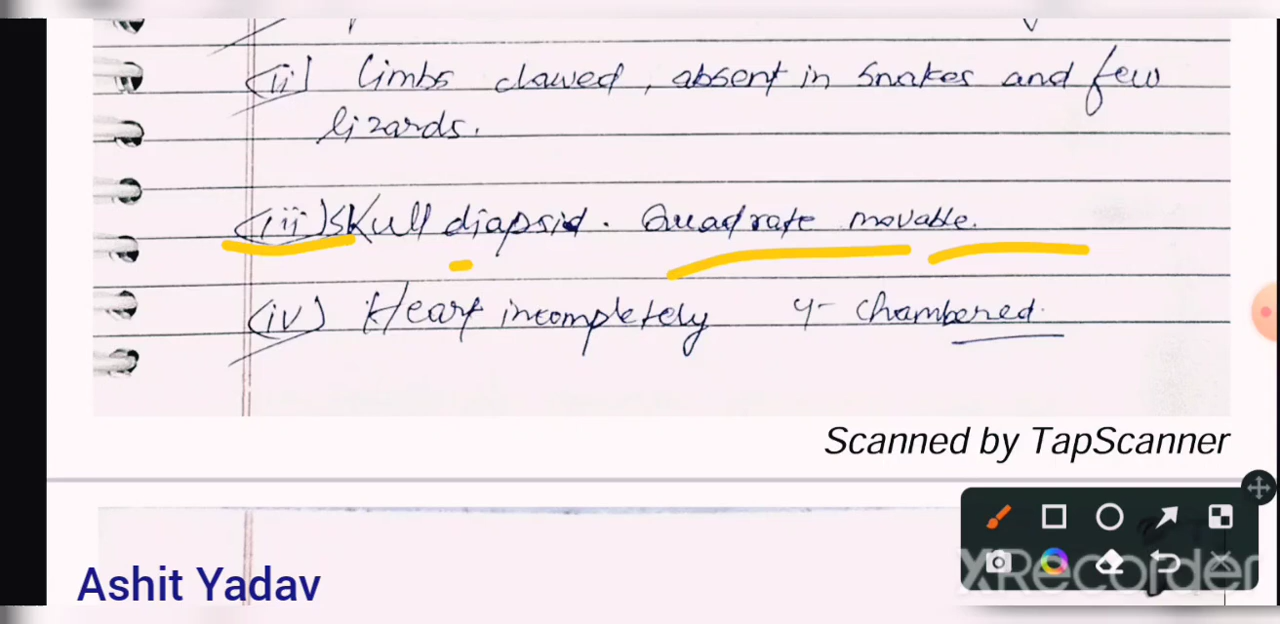 (ii) limbs clawed, absent in snakes and few
lizards.
(iii) Skull diapsid. Quadrate movable.
(iv) Heart incompletely 4- chambered.
Scanned by TapScanner
Ashit Yadav
XRecorder